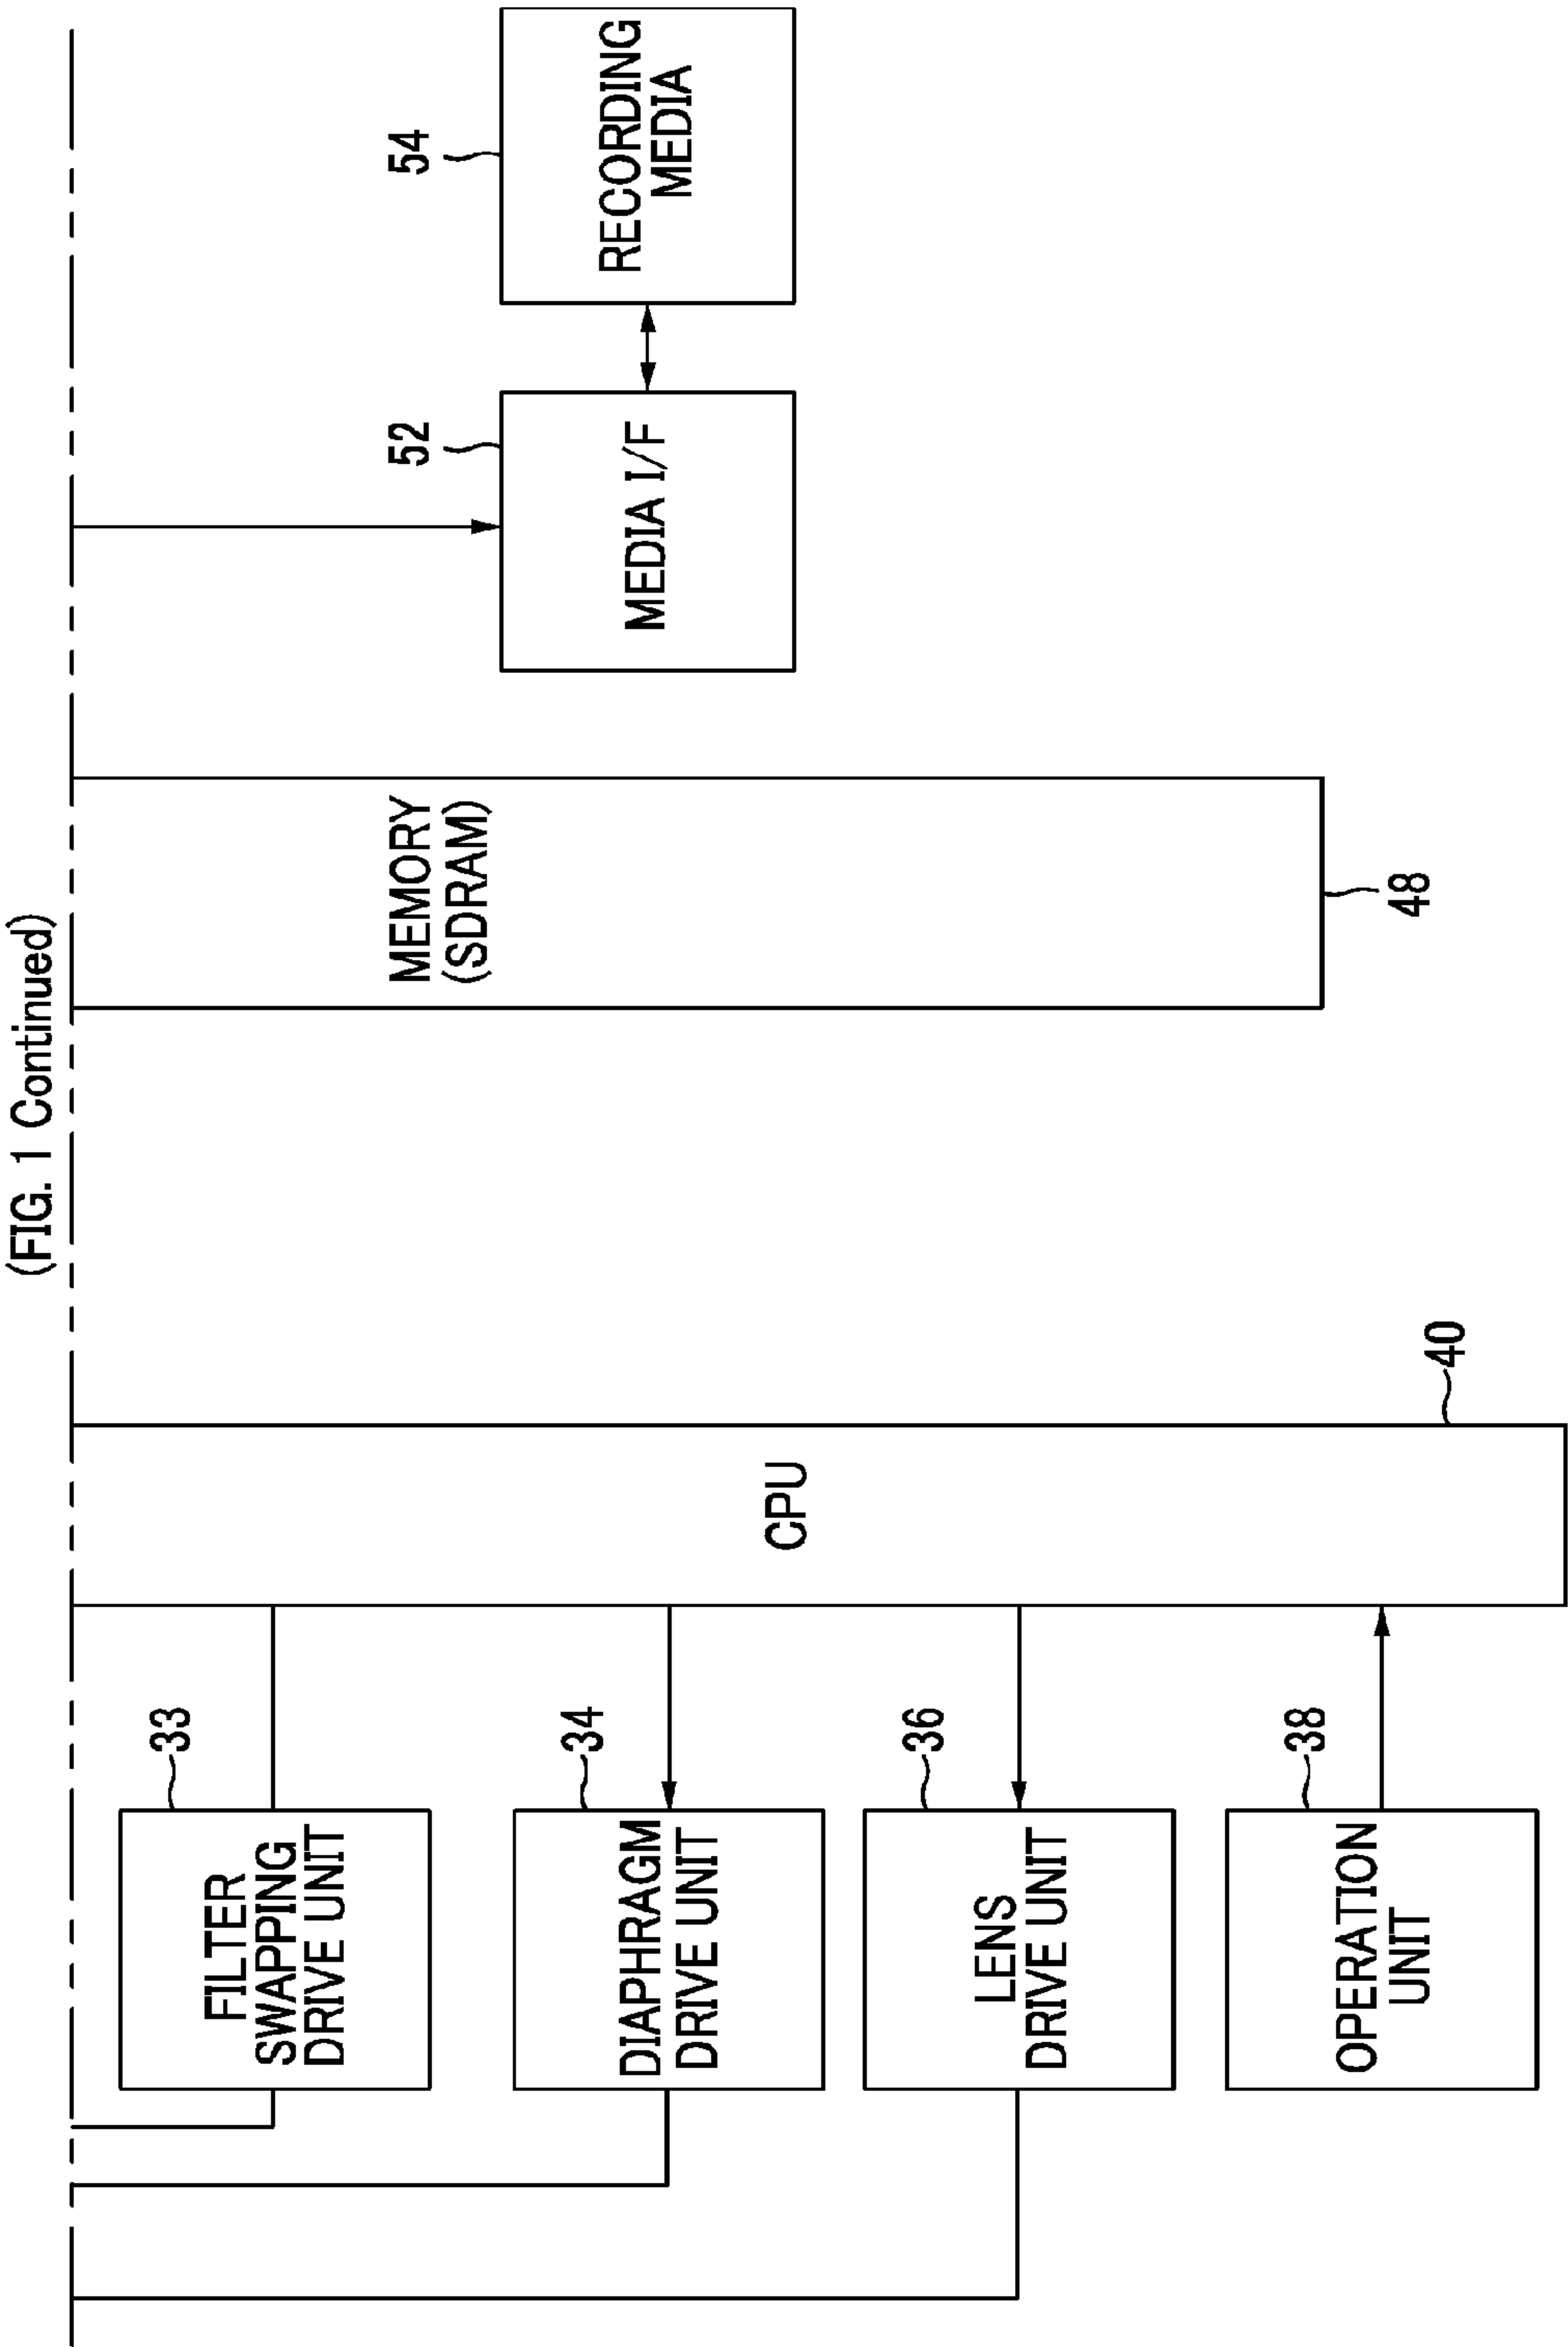 (FIG. 1 Continued)
33
FILTER
SWAPPING
DRIVE UNIT
34
DIAPHRAGM
DRIVE UNIT
36
LENS
DRIVE UNIT
38
OPERATION
UNIT
CPU
40
MEMORY
(SDRAM)
48
52
MEDIA I/F
54
RECORDING
MEDIA